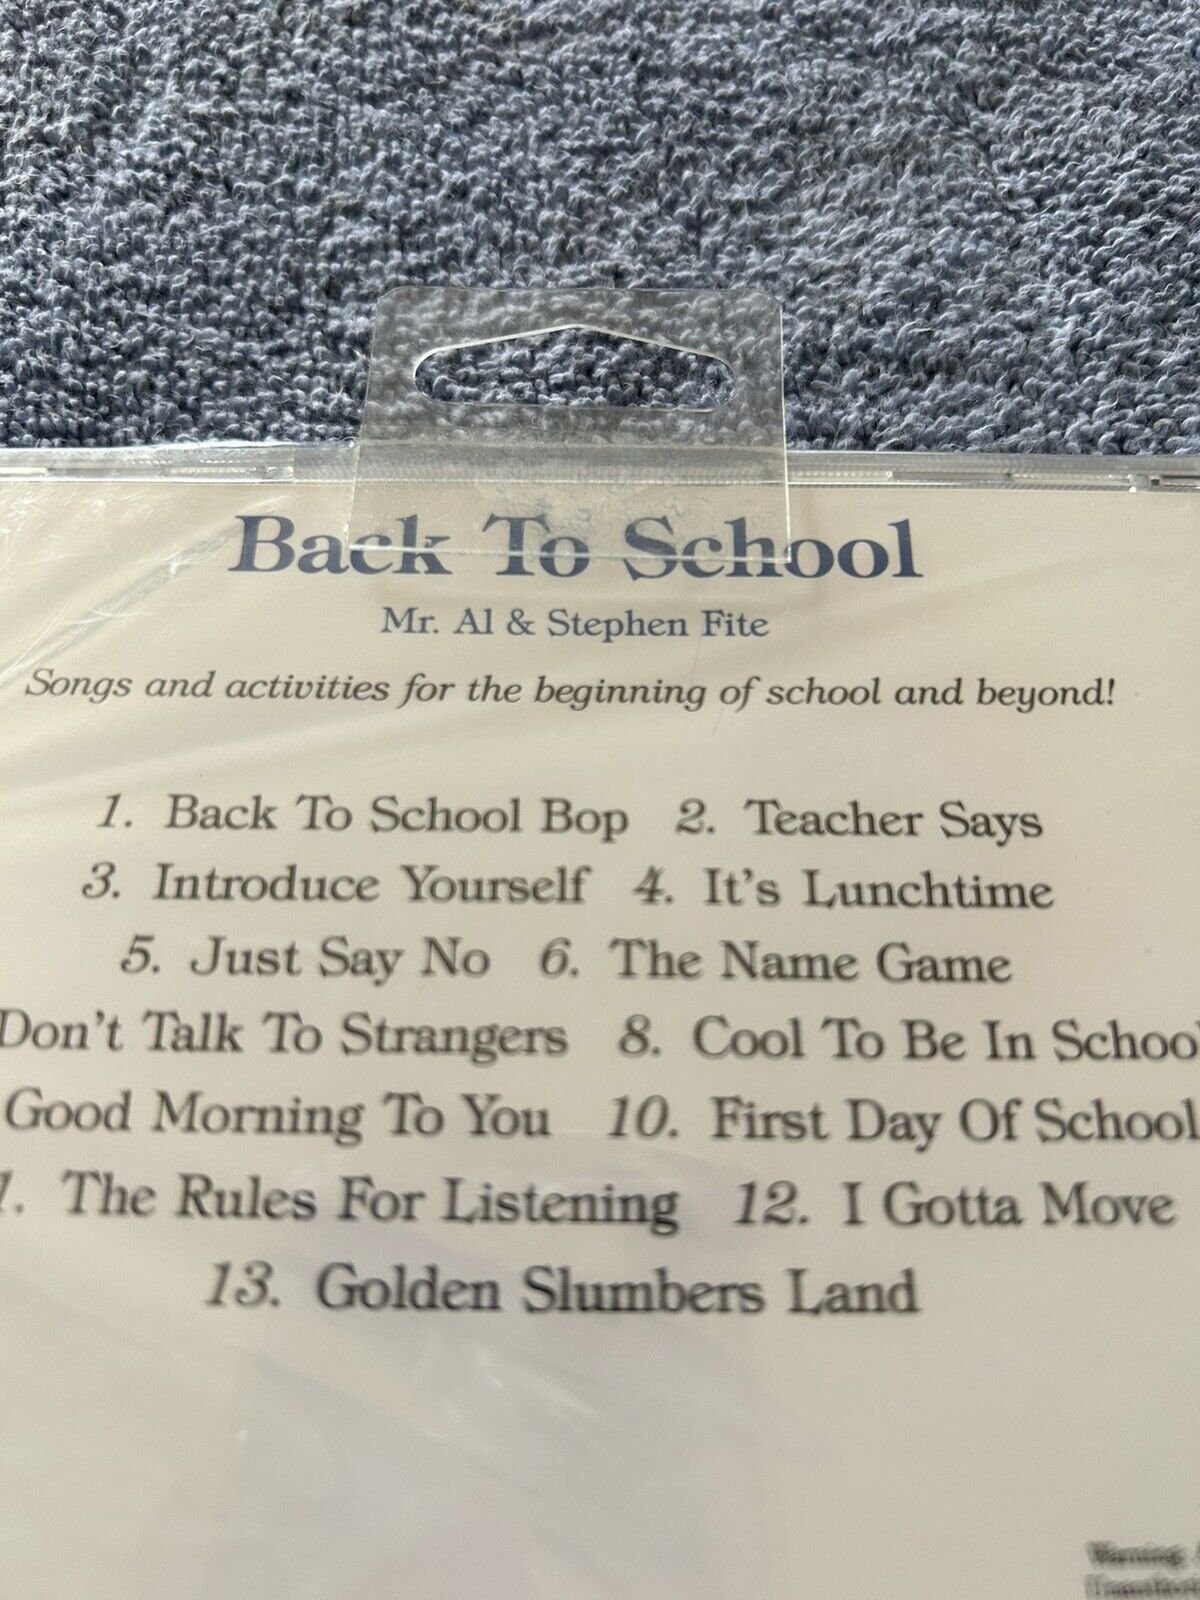 Back To School
Mr. Al & Stephen Fite
Songs and activities for the beginning of school and beyond!
1. Back To School Bop 2. Teacher Says
3. Introduce Yourself 4. It's Lunchtime
5. Just Say No 6. The Name Game
Don't Talk To Strangers 8. Cool To Be In Schoo
Good Morning To You 10. First Day Of School
1. The Rules For Listening 12. I Gotta Move
13. Golden Slumbers Land
Warning: